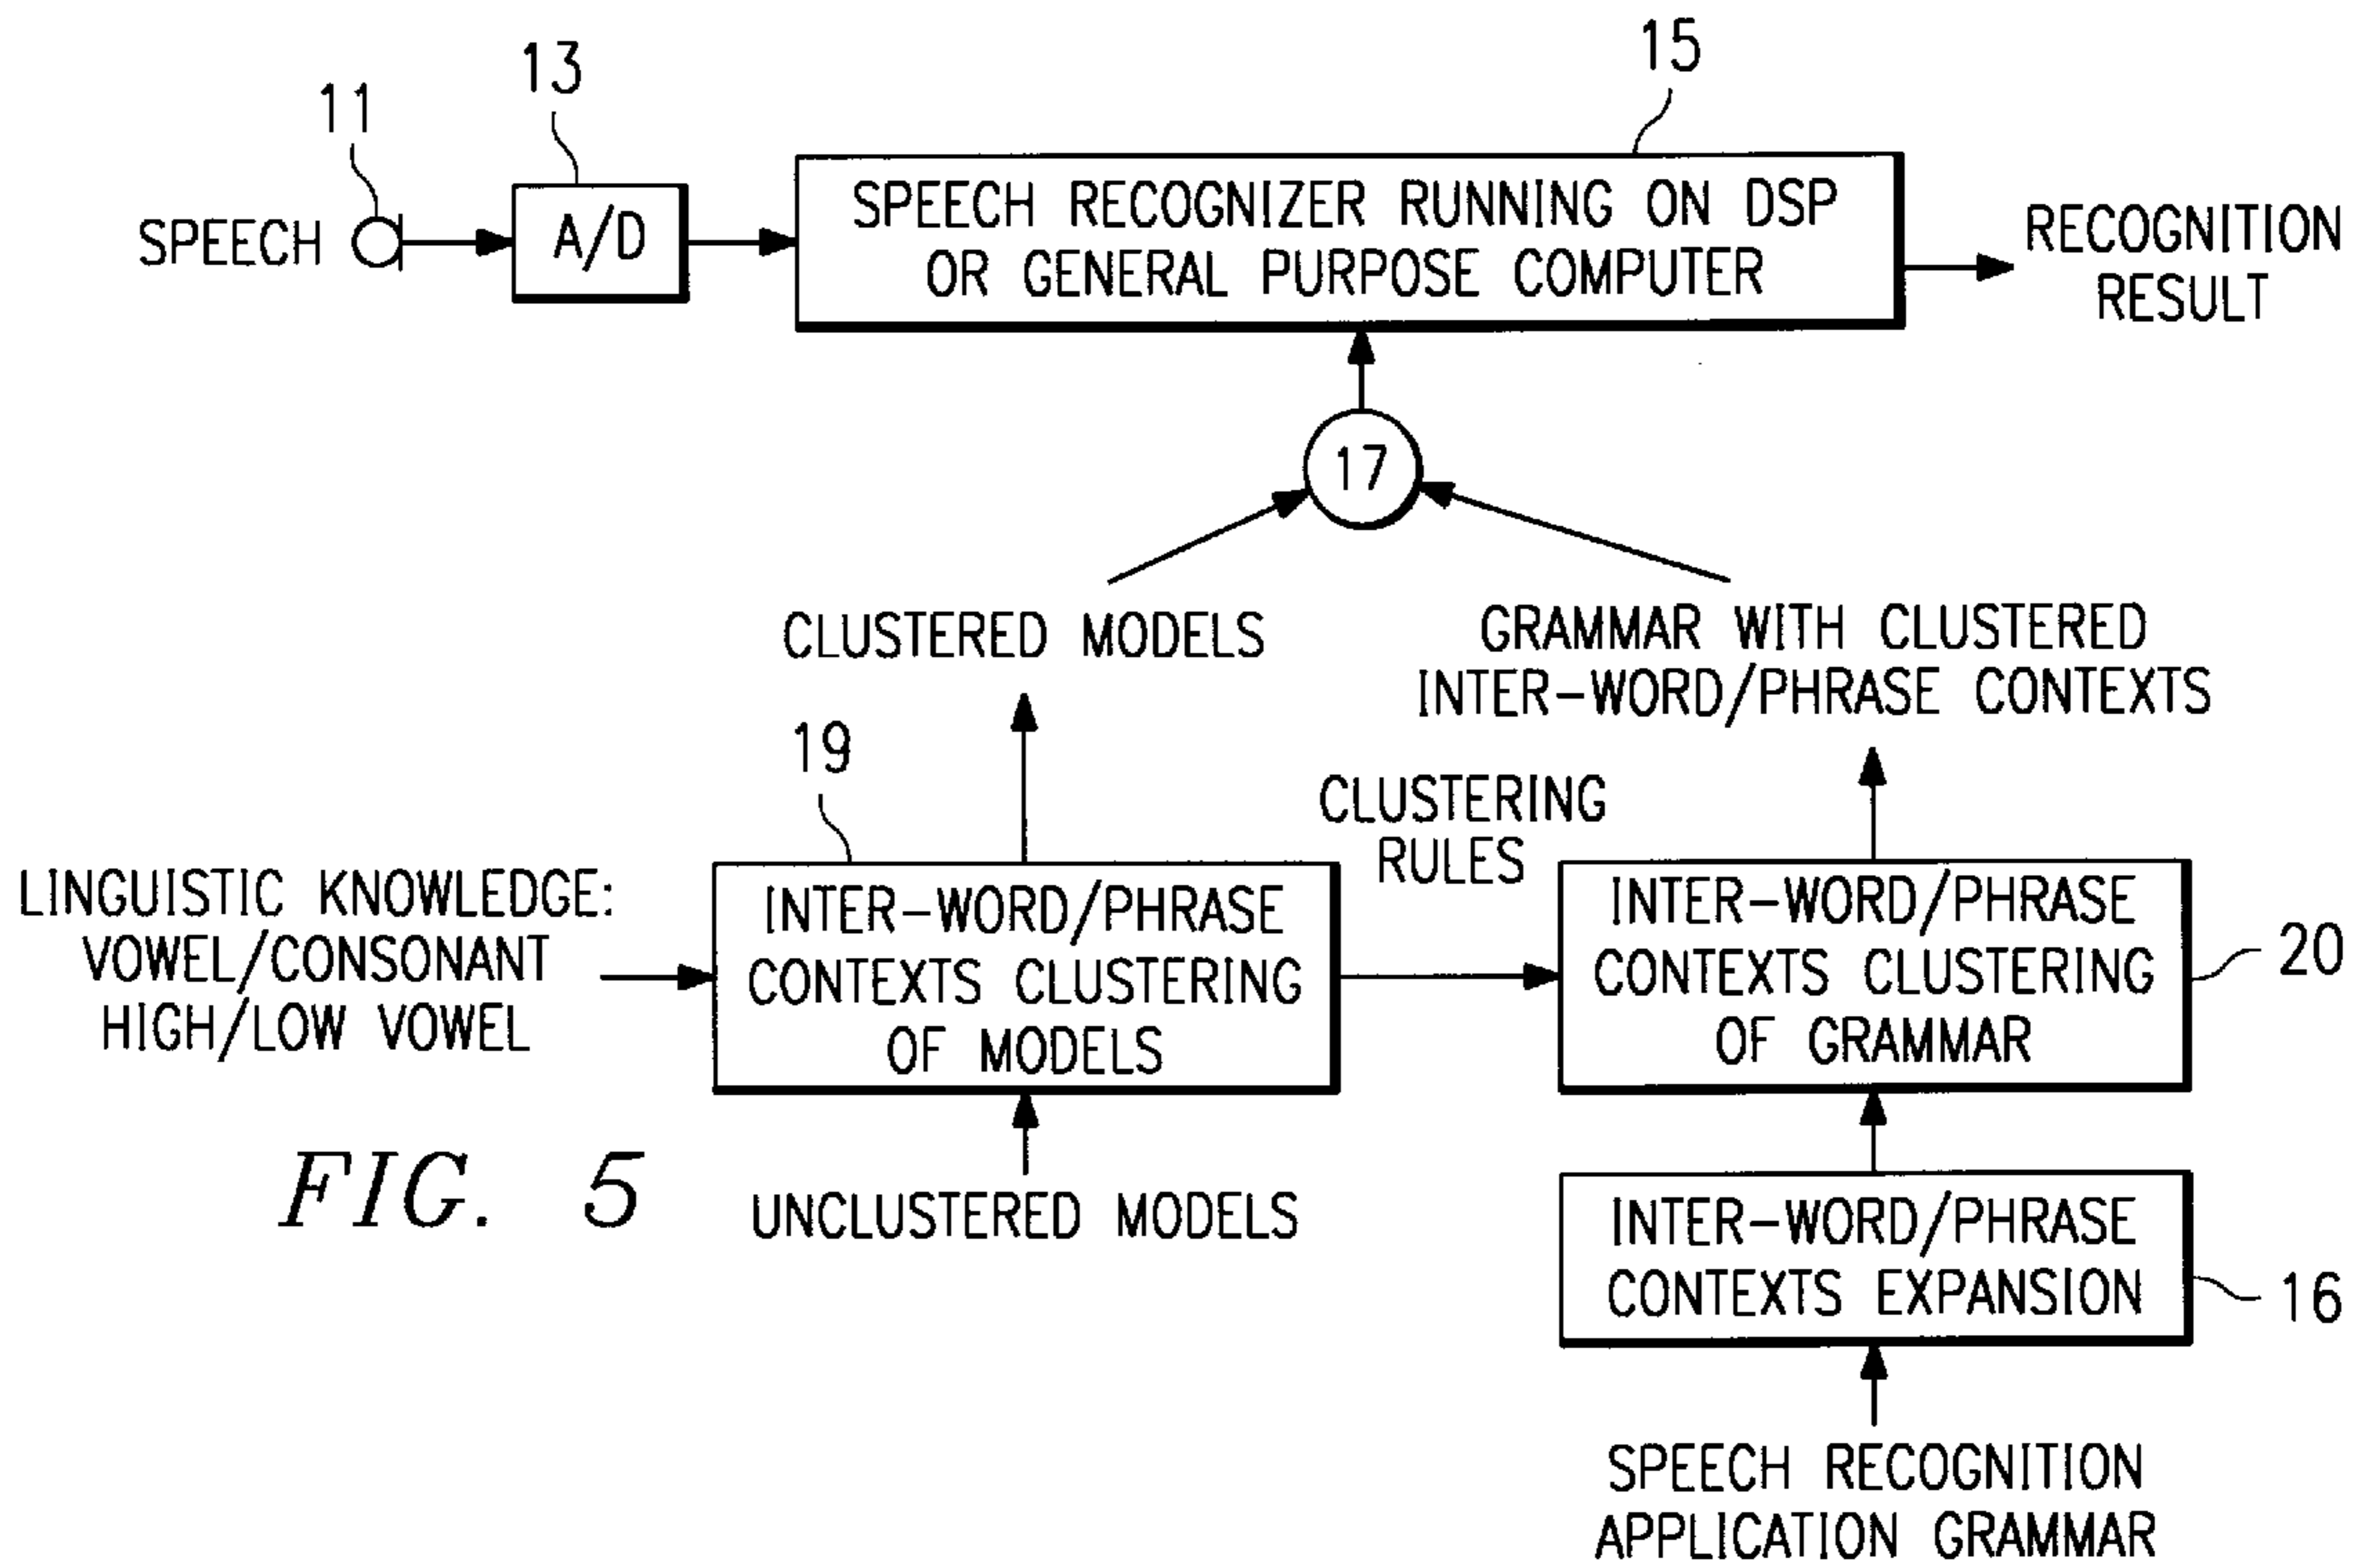 15
13
11
SPEECH
A/D
SPEECH RECOGNIZER RUNNING ON DSP
OR GENERAL PURPOSE COMPUTER
RECOGNITION
RESULT
17
CLUSTERED MODELS
GRAMMAR WITH CLUSTERED
INTER-WORD/PHRASE CONTEXTS
19
CLUSTERING
RULES
LINGUISTIC KNOWLEDGE:
VOWEL/CONSONANT
HIGH/LOW VOWEL
INTER-WORD/PHRASE
CONTEXTS CLUSTERING
OF MODELS
INTER-WORD/PHRASE
CONTEXTS CLUSTERING
OF GRAMMAR
20
FIG. 5
UNCLUSTERED MODELS
INTER-WORD/PHRASE
CONTEXTS EXPANSION
16
SPEECH RECOGNITION
APPLICATION GRAMMAR